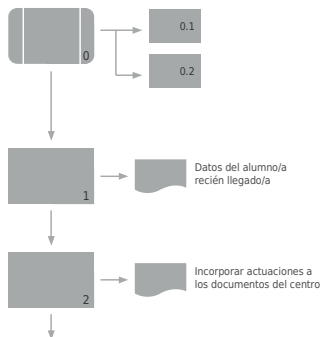 0
0.1
0.2
1
Datos del alumno/a
recién llegado/a
2
Incorporar actuaciones a
los documentos del centro